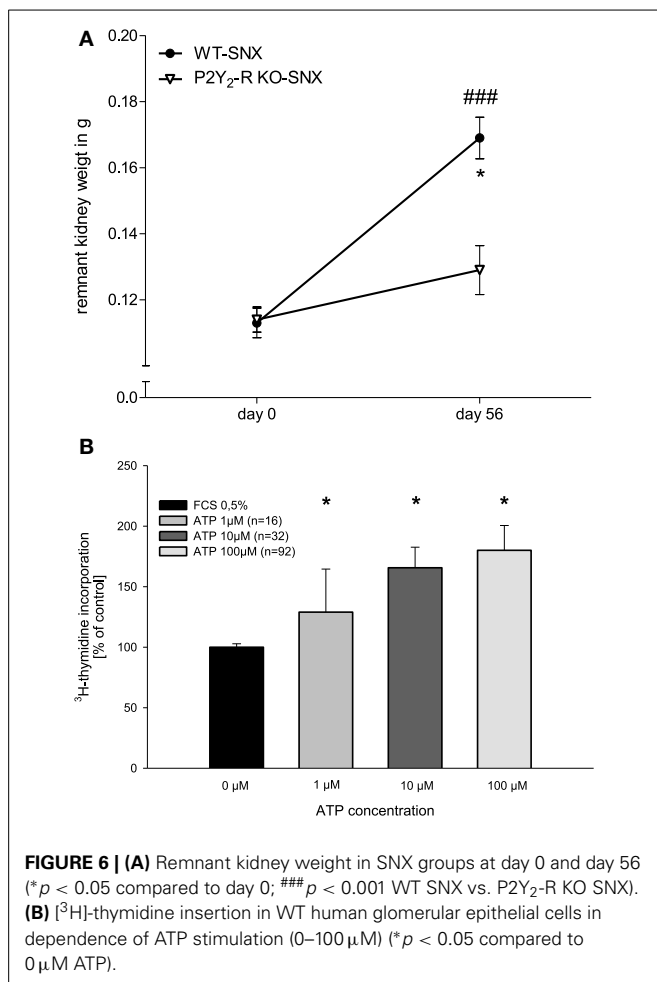 A
WT-SNX
P2Y₂-R KO-SNX
###
*
remnant kidney weigt in g
0.20
0.18
0.16
0.14
0.12
0.0
day 0
day 56
B
FCS 0,5%
ATP 1µM (n=16)
ATP 10µM (n=32)
ATP 100µM (n=92)
* * *
³H-thymidine incorporation
[% of control]
250
200
150
100
50
0
0 µM 1 µM 10 µM 100 µM
ATP concentration
FIGURE 6 | (A) Remnant kidney weight in SNX groups at day 0 and day 56
(*p < 0.05 compared to day 0; ###p < 0.001 WT SNX vs. P2Y₂-R KO SNX).
(B) [³H]-thymidine insertion in WT human glomerular epithelial cells in
dependence of ATP stimulation (0–100 µM) (*p < 0.05 compared to
0 µM ATP).